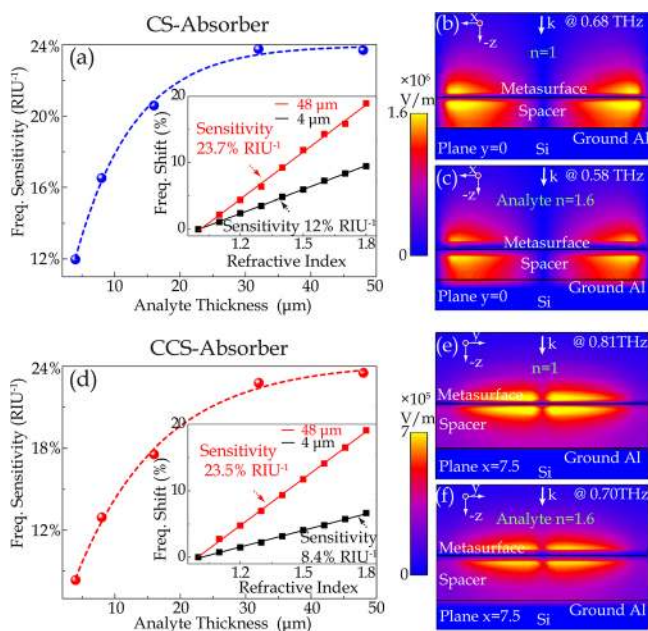 CS-Absorber
(a)
24%
20%
16%
12%
Freq. Sensitivity (RIU⁻¹)
0 10 20 30 40 50
Analyte Thickness (μm)
20
10
0
Freq. Shift (%)
48 μm
4 μm
Sensitivity
23.7% RIU⁻¹
Sensitivity 12% RIU⁻¹
1.2 1.5 1.8
Refractive Index
×10⁶
V/m
1.6
0
(b)
x
-z
k
@ 0.68 THz
n=1
Metasurface
Spacer
Ground Al
Plane y=0
Si
(c)
x
-z
k
@ 0.58 THz
Analyte n=1.6
Metasurface
Spacer
Ground Al
Plane y=0
Si
CCS-Absorber
(d)
24%
18%
12%
Freq. Sensitivity (RIU⁻¹)
0 10 20 30 40 50
Analyte Thickness (μm)
20
10
0
Freq. Shift (%)
48 μm
4 μm
Sensitivity
23.5% RIU⁻¹
Sensitivity
8.4% RIU⁻¹
1.2 1.5 1.8
Refractive Index
×10⁵
V/m
7
0
(e)
y
-z
k
@ 0.81THz
n=1
Metasurface
Spacer
Ground Al
Plane x=7.5
Si
(f)
y
-z
k
@ 0.70THz
Analyte n=1.6
Metasurface
Spacer
Ground Al
Plane x=7.5
Si